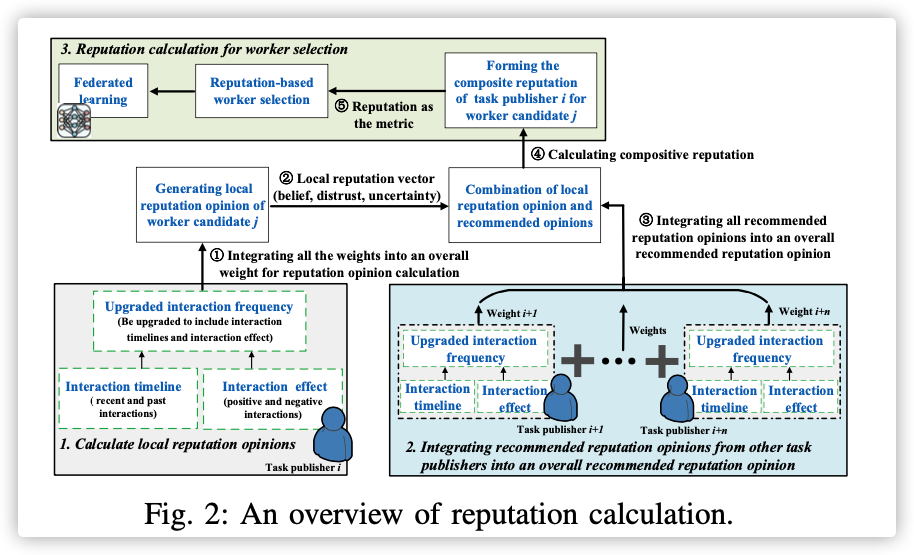 3. Reputation calculation for worker selection
Federated
learning
Reputation-based
worker selection
⑤ Reputation as
the metric
Forming the
composite reputation
of task publisher i for
worker candidate j
④ Calculating compositive reputation
Generating local
reputation opinion of
worker candidate j
② Local reputation vector
(belief, distrust, uncertainty)
Combination of local
reputation opinion and
recommended opinions
③ Integrating all recommended
reputation opinions into an overall
recommended reputation opinion
① Integrating all the weights into an overall
weight for reputation opinion calculation
Upgraded interaction frequency
(Be upgraded to include interaction
timelines and interaction effect)
Interaction timeline
( recent and past
interactions)
Interaction effect
(positive and negative
interactions)
1. Calculate local reputation opinions
Task publisher i
Weight i+1
Weights
Weight i+n
Upgraded interaction
frequency
Interaction
timeline
Interaction
effect
Task publisher i+1
Upgraded interaction
frequency
Interaction
timeline
Interaction
effect
Task publisher i+n
2. Integrating recommended reputation opinions from other task
publishers into an overall recommended reputation opinion
Fig. 2: An overview of reputation calculation.